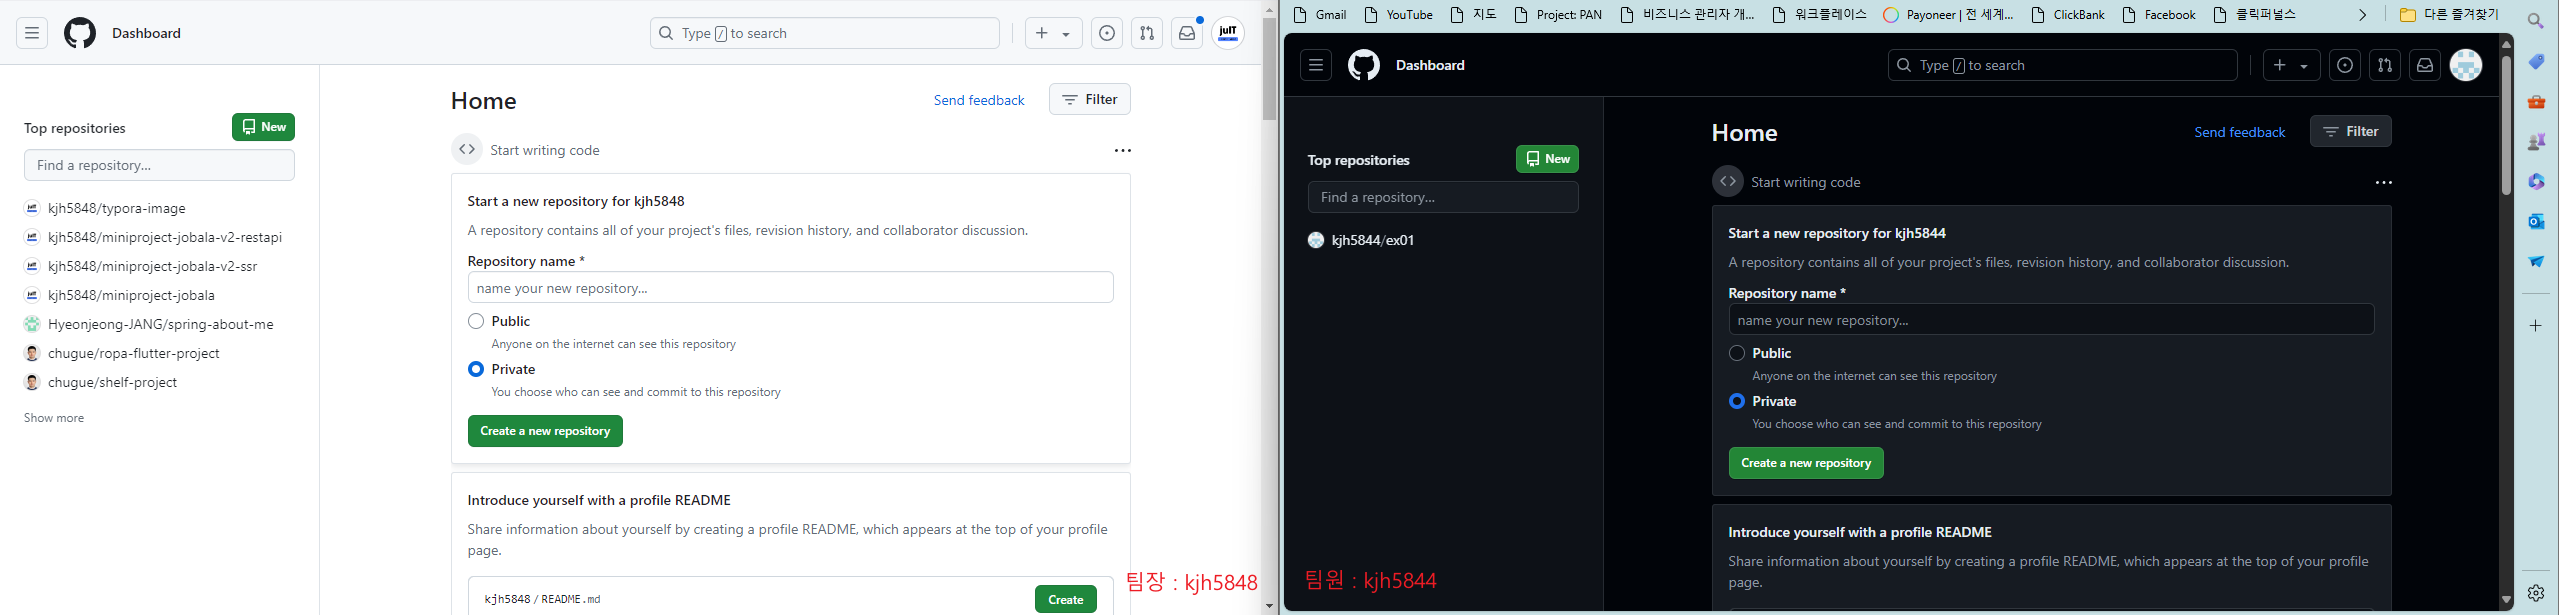 Dashboard
Type / to search
juIT
Home
Send feedback
Filter
Top repositories
New
Find a repository...
kjh5848/typora-image
kjh5848/miniproject-jobala-v2-restapi
kjh5848/miniproject-jobala-v2-ssr
kjh5848/miniproject-jobala
Hyeonjeong-JANG/spring-about-me
chugue/ropa-flutter-project
chugue/shelf-project
Show more
Start writing code
Start a new repository for kjh5848
A repository contains all of your project's files, revision history, and collaborator discussion.
Repository name *
name your new repository...
Public
Anyone on the internet can see this repository
Private
You choose who can see and commit to this repository
Create a new repository
Introduce yourself with a profile README
Share information about yourself by creating a profile README, which appears at the top of your profile
page.
kjh5848 / README.md
Create
팀장 : kjh5848
Gmail
YouTube
지도
Project: PAN
비즈니스 관리자 개...
워크플레이스
Payoneer | 전 세계...
ClickBank
Facebook
클릭퍼널스
다른 즐겨찾기
Dashboard
Type / to search
Home
Send feedback
Filter
Top repositories
New
Find a repository...
kjh5844/ex01
Start writing code
Start a new repository for kjh5844
A repository contains all of your project's files, revision history, and collaborator discussion.
Repository name *
name your new repository...
Public
Anyone on the internet can see this repository
Private
You choose who can see and commit to this repository
Create a new repository
Introduce yourself with a profile README
Share information about yourself by creating a profile README, which appears at the top of your profile
page.
팀원 : kjh5844